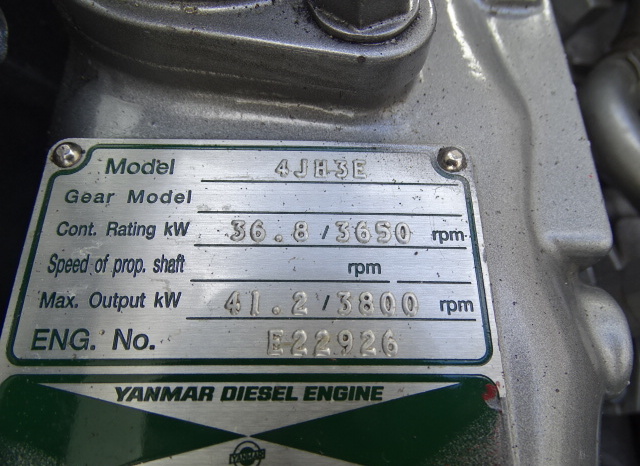 Model 4JH3E
Gear Model
Cont. Rating kW 36.8 / 3650 rpm
Speed of prop. shaft rpm
Max. Output kW 41.2 / 3800 rpm
ENG. No. E22926
YANMAR DIESEL ENGINE
YANMAR